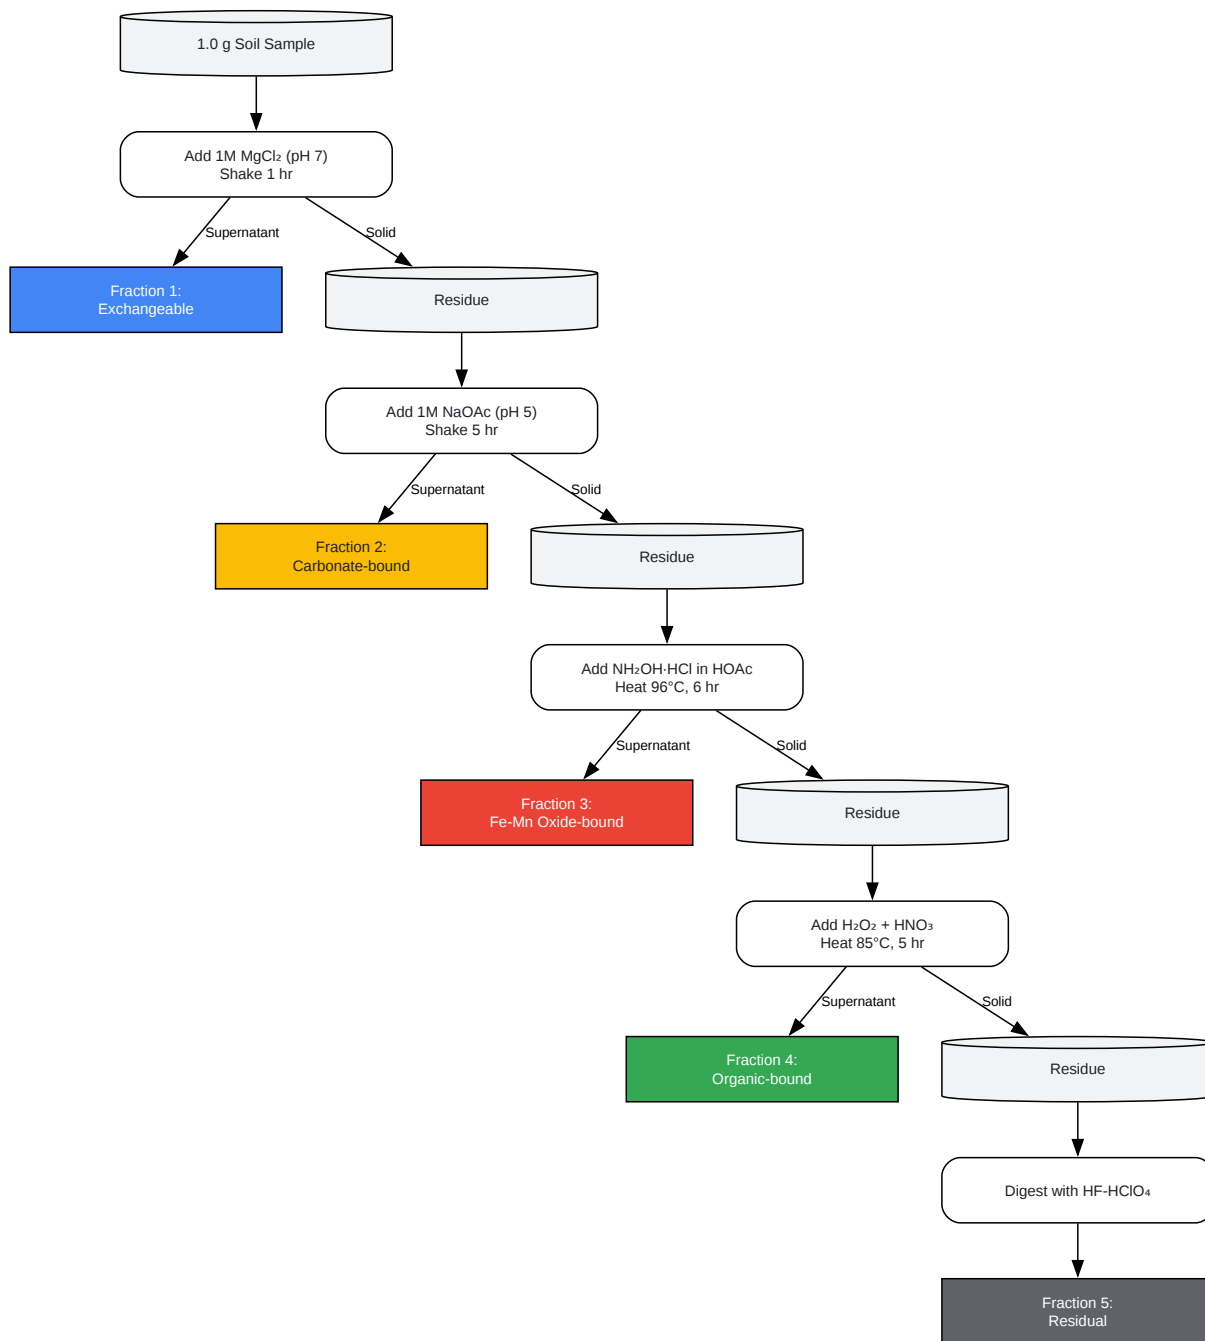 1.0 g Soil Sample
Add 1M MgCl₂ (pH 7)
Shake 1 hr
Supernatant
Solid
Fraction 1:
Exchangeable
Residue
Add 1M NaOAc (pH 5)
Shake 5 hr
Supernatant
Solid
Fraction 2:
Carbonate-bound
Residue
Add NH₂OH·HCl in HOAc
Heat 96°C, 6 hr
Supernatant
Solid
Fraction 3:
Fe-Mn Oxide-bound
Residue
Add H₂O₂ + HNO₃
Heat 85°C, 5 hr
Supernatant
Solid
Fraction 4:
Organic-bound
Residue
Digest with HF-HClO₄
Fraction 5:
Residual